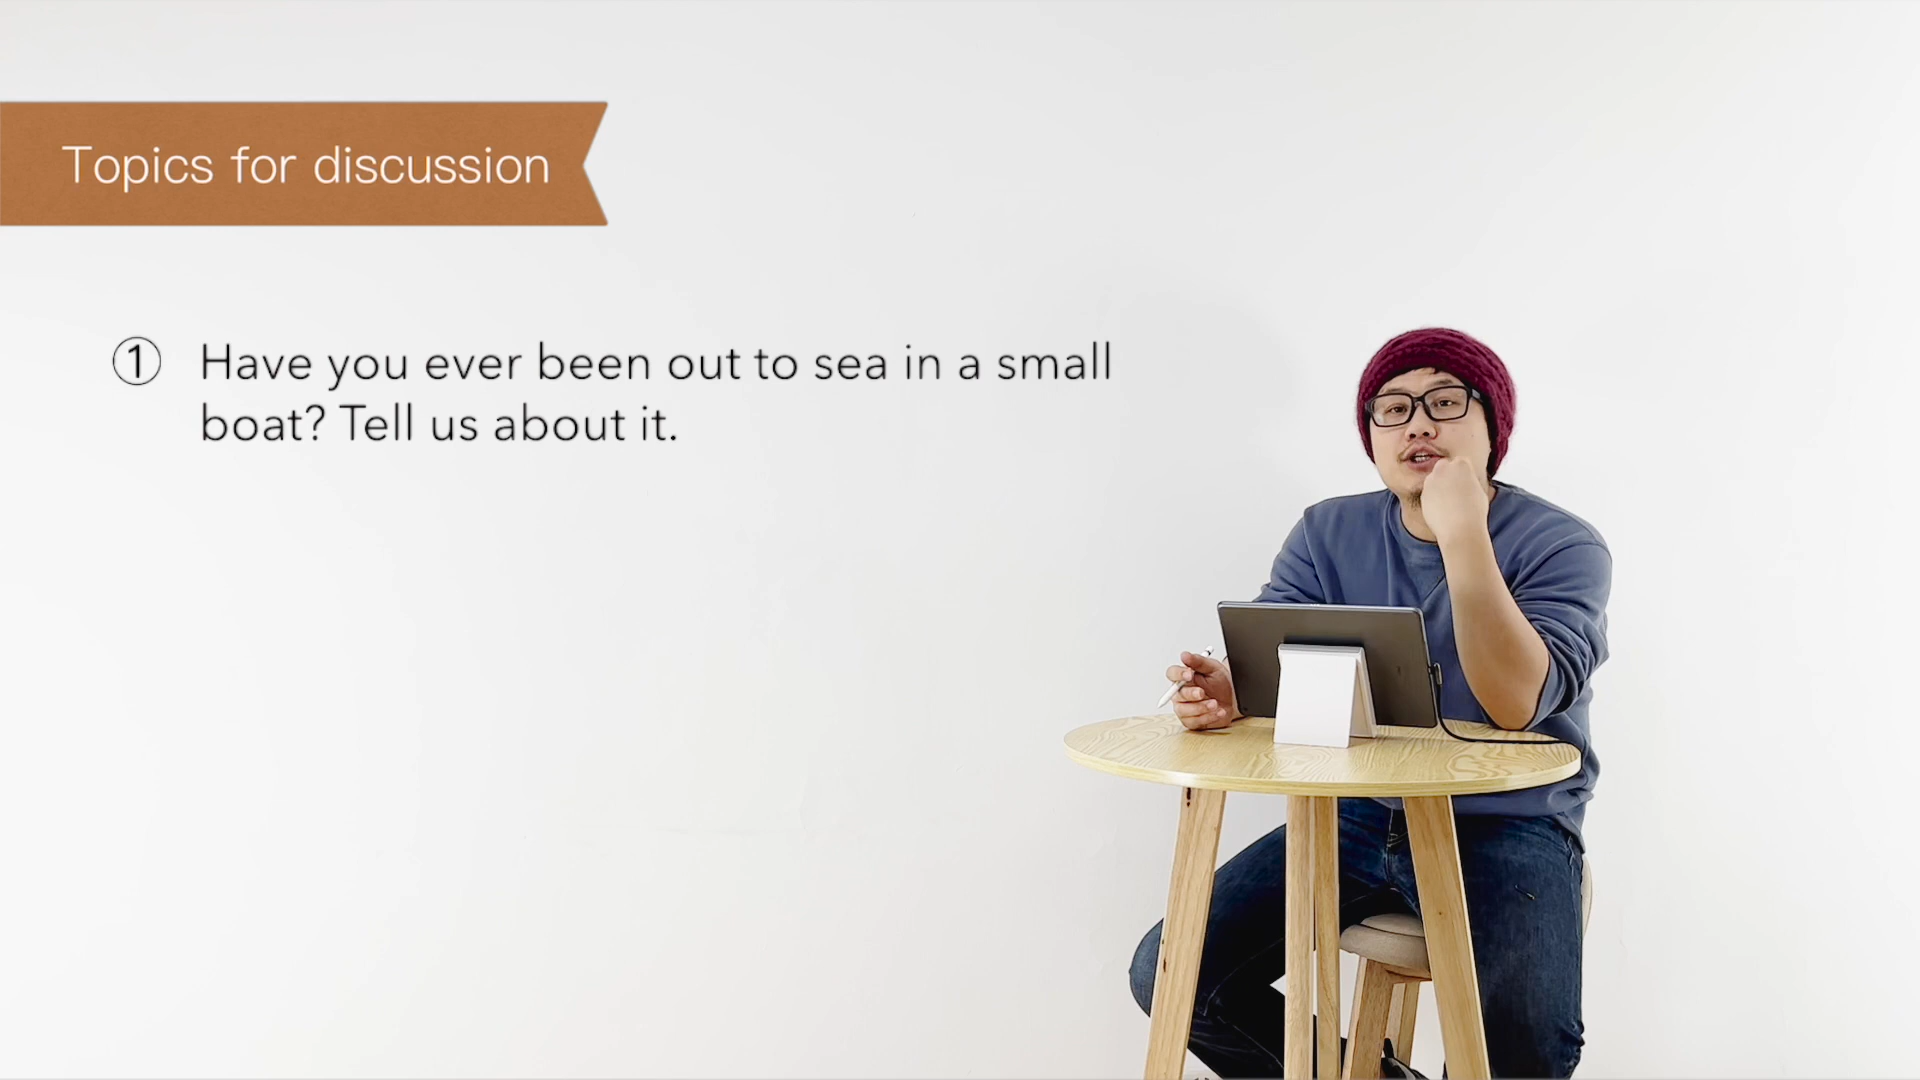 Topics for discussion
① Have you ever been out to sea in a small
boat? Tell us about it.